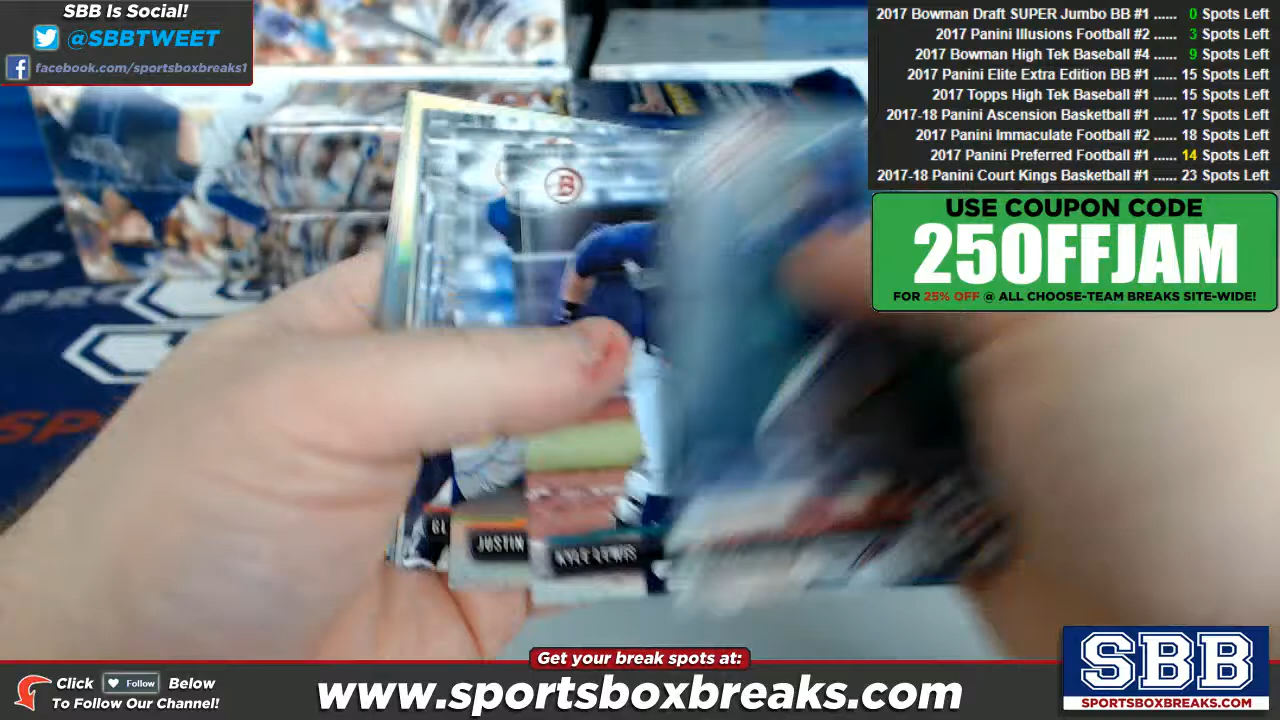 SBB Is Social!
@SBBTWEET
facebook.com/sportsboxbreaks1
2017 Bowman Draft SUPER Jumbo BB #1 ...... 0 Spots Left
2017 Panini Illusions Football #2 ...... 3 Spots Left
2017 Bowman High Tek Baseball #4 ...... 9 Spots Left
2017 Panini Elite Extra Edition BB #1 ...... 15 Spots Left
2017 Topps High Tek Baseball #1 ...... 15 Spots Left
2017-18 Panini Ascension Basketball #1 ...... 17 Spots Left
2017 Panini Immaculate Football #2 ...... 18 Spots Left
2017 Panini Preferred Football #1 ...... 14 Spots Left
2017-18 Panini Court Kings Basketball #1 ...... 23 Spots Left
USE COUPON CODE
25OFFJAM
FOR 25% OFF @ ALL CHOOSE-TEAM BREAKS SITE-WIDE!
B
JUSTIN
KYLE LEWIS
Get your break spots at:
www.sportsboxbreaks.com
Click Follow Below
To Follow Our Channel!
SBB
SPORTSBOXBREAKS.COM